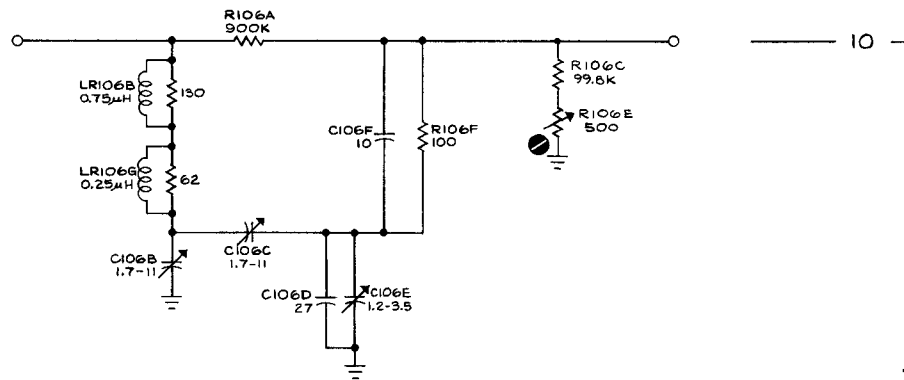 R106A
900K
10
LR106B
0.75µH
130
R106C
99.8K
R106E
500
C106F
10
R106F
100
LR106G
0.25µH
62
C106B
1.7-11
C106C
1.7-11
C106D
27
C106E
1.2-3.5